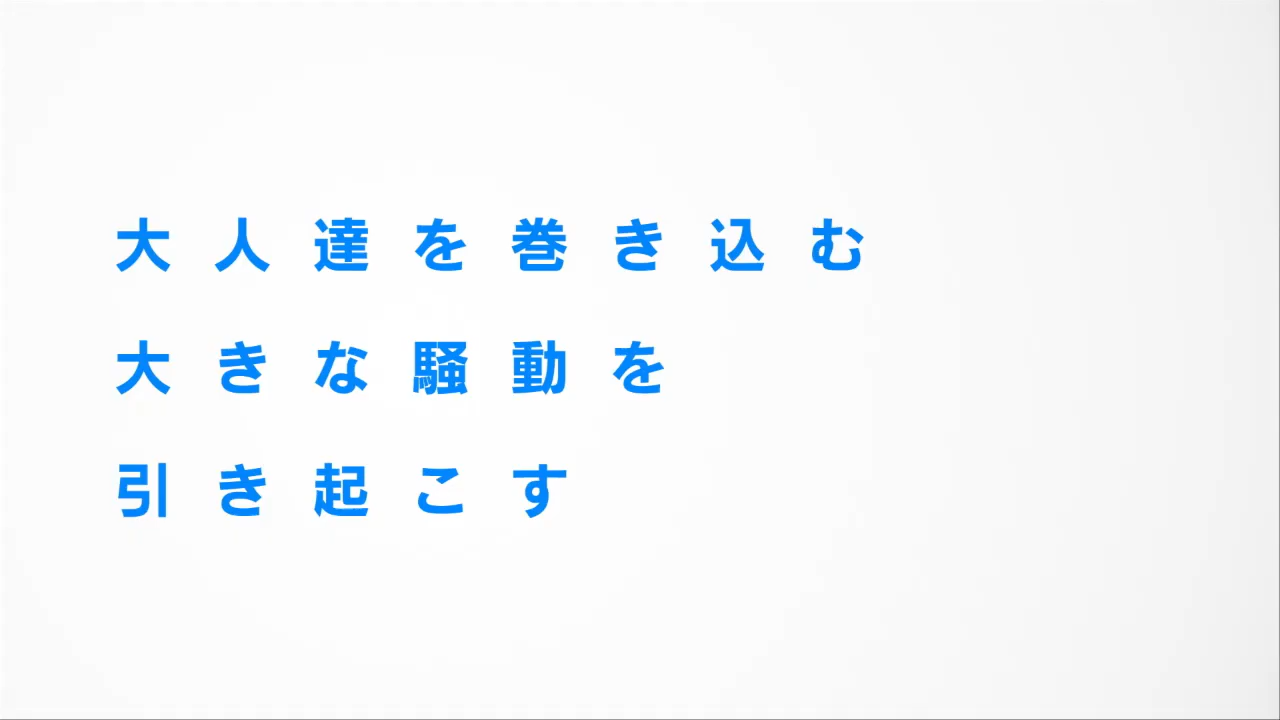 大人達を巻き込む
大きな騒動を
引き起こす